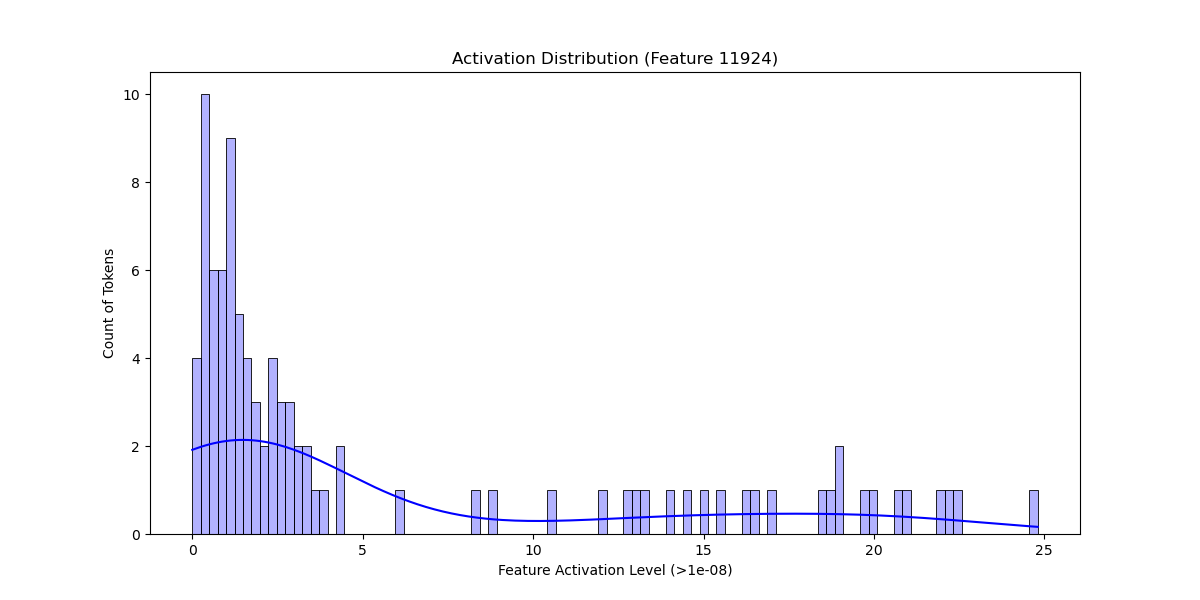 Activation Distribution (Feature 11924)
10
8
6
4
2
0
Count of Tokens
0 5 10 15 20 25
Feature Activation Level (>1e-08)